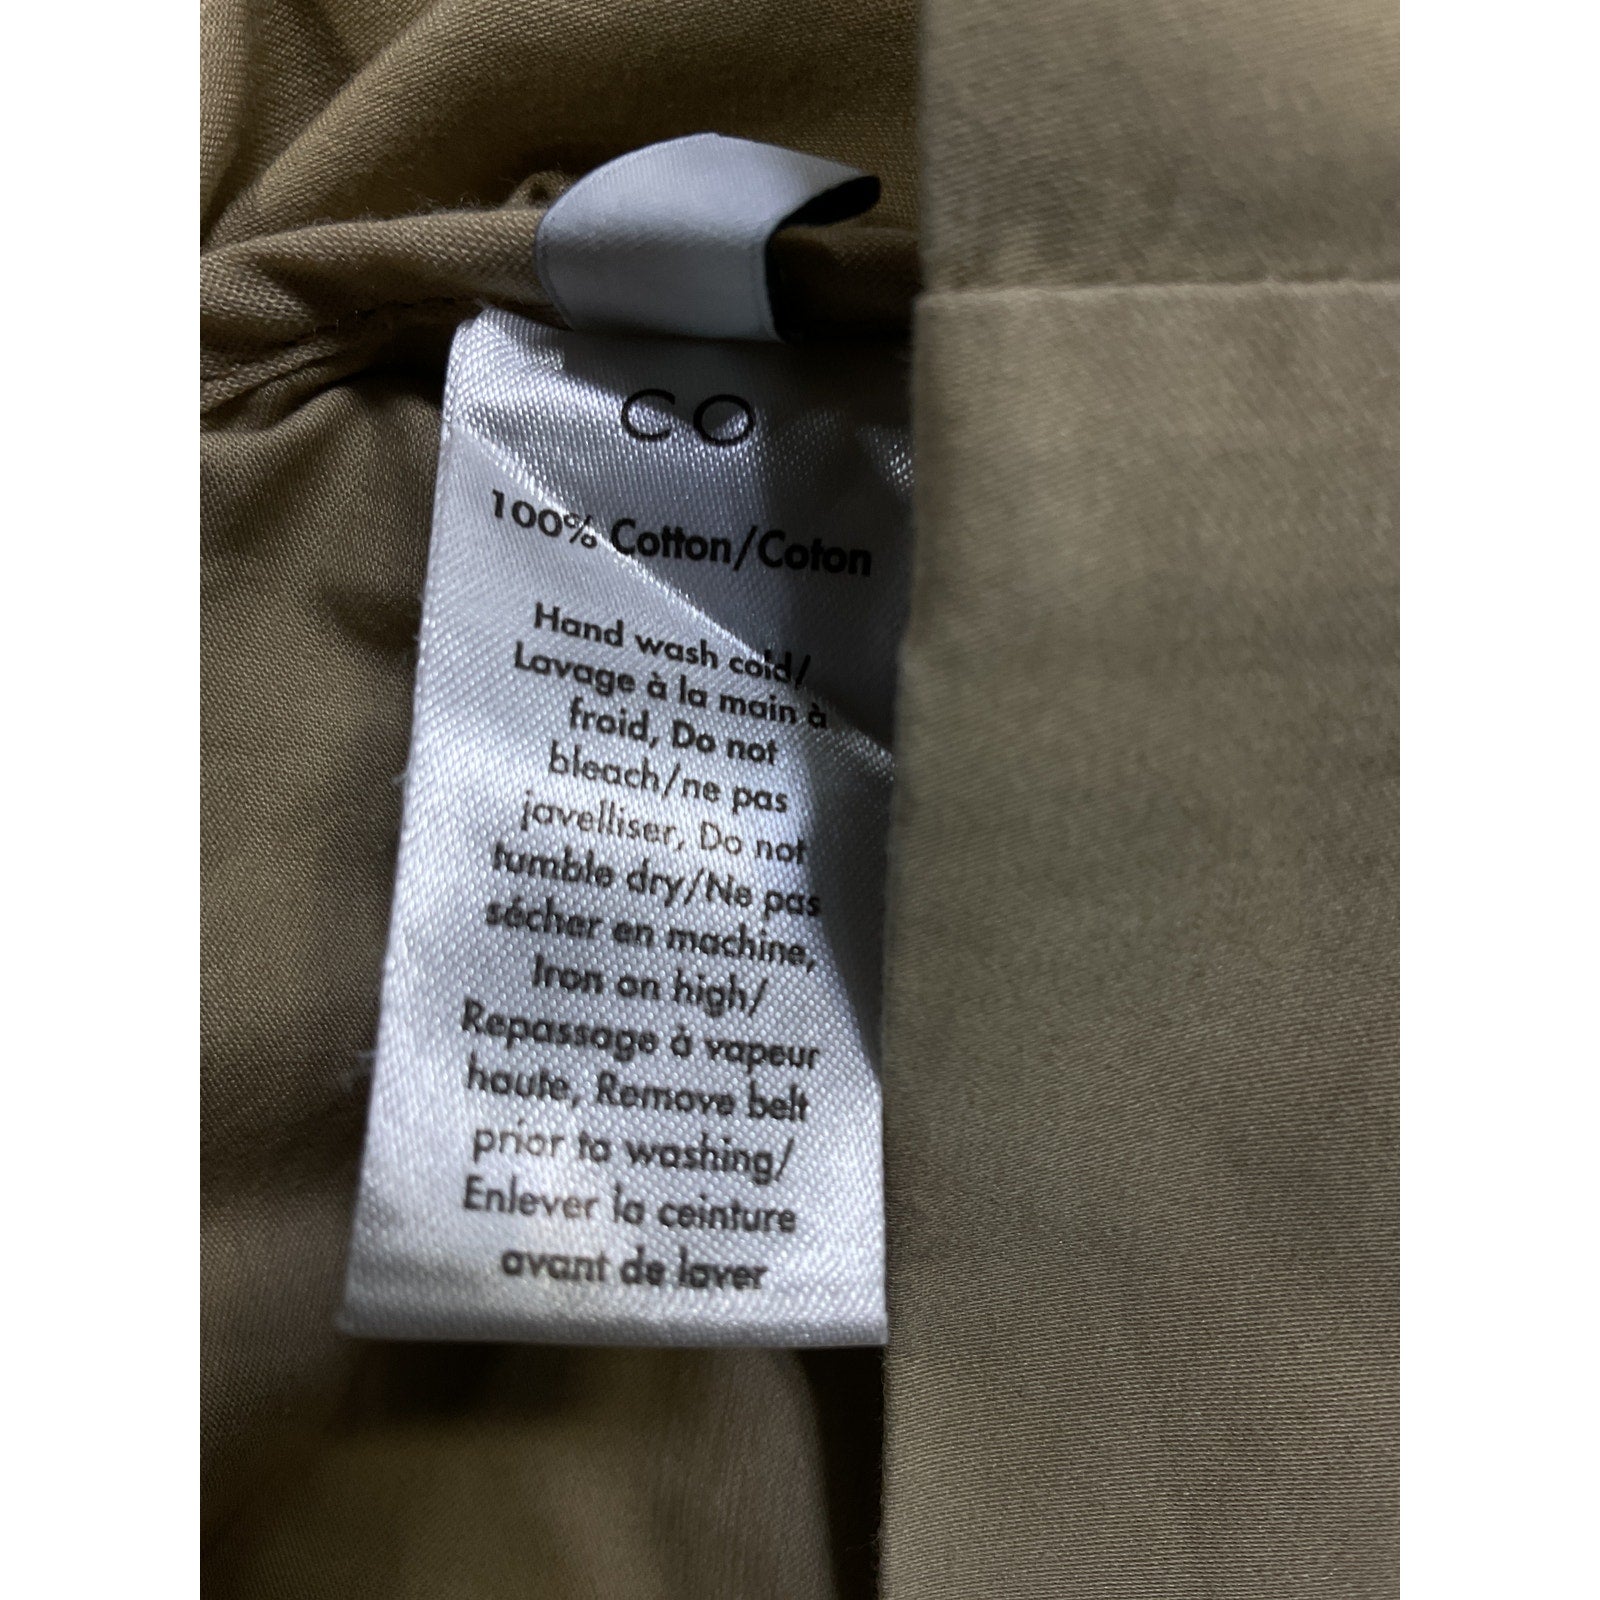 CO
100% Cotton/Coton
Hand wash cold/
Lavage à la main à
froid, Do not
bleach/ne pas
javelliser, Do not
tumble dry/Ne pas
sécher en machine,
Iron on high/
Repassage à vapeur
haute, Remove belt
prior to washing/
Enlever la ceinture
avant de laver